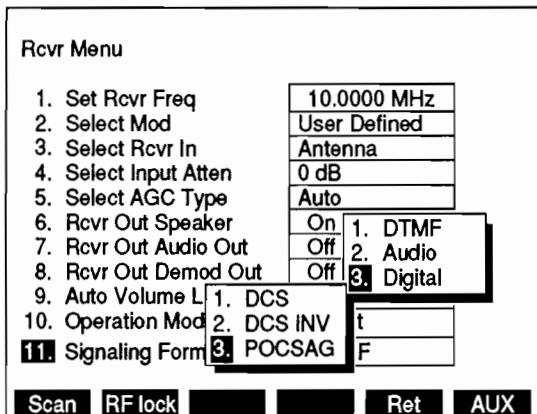 Rcvr Menu
1. Set Rcvr Freq 10.0000 MHz
2. Select Mod User Defined
3. Select Rcvr In Antenna
4. Select Input Atten 0 dB
5. Select AGC Type Auto
6. Rcvr Out Speaker On
7. Rcvr Out Audio Out Off
8. Rcvr Out Demod Out Off
9. Auto Volume L
10. Operation Mod t
11. Signaling Form F
1. DTMF
2. Audio
3. Digital
1. DCS
2. DCS INV
3. POCSAG
Scan RF lock Ret AUX